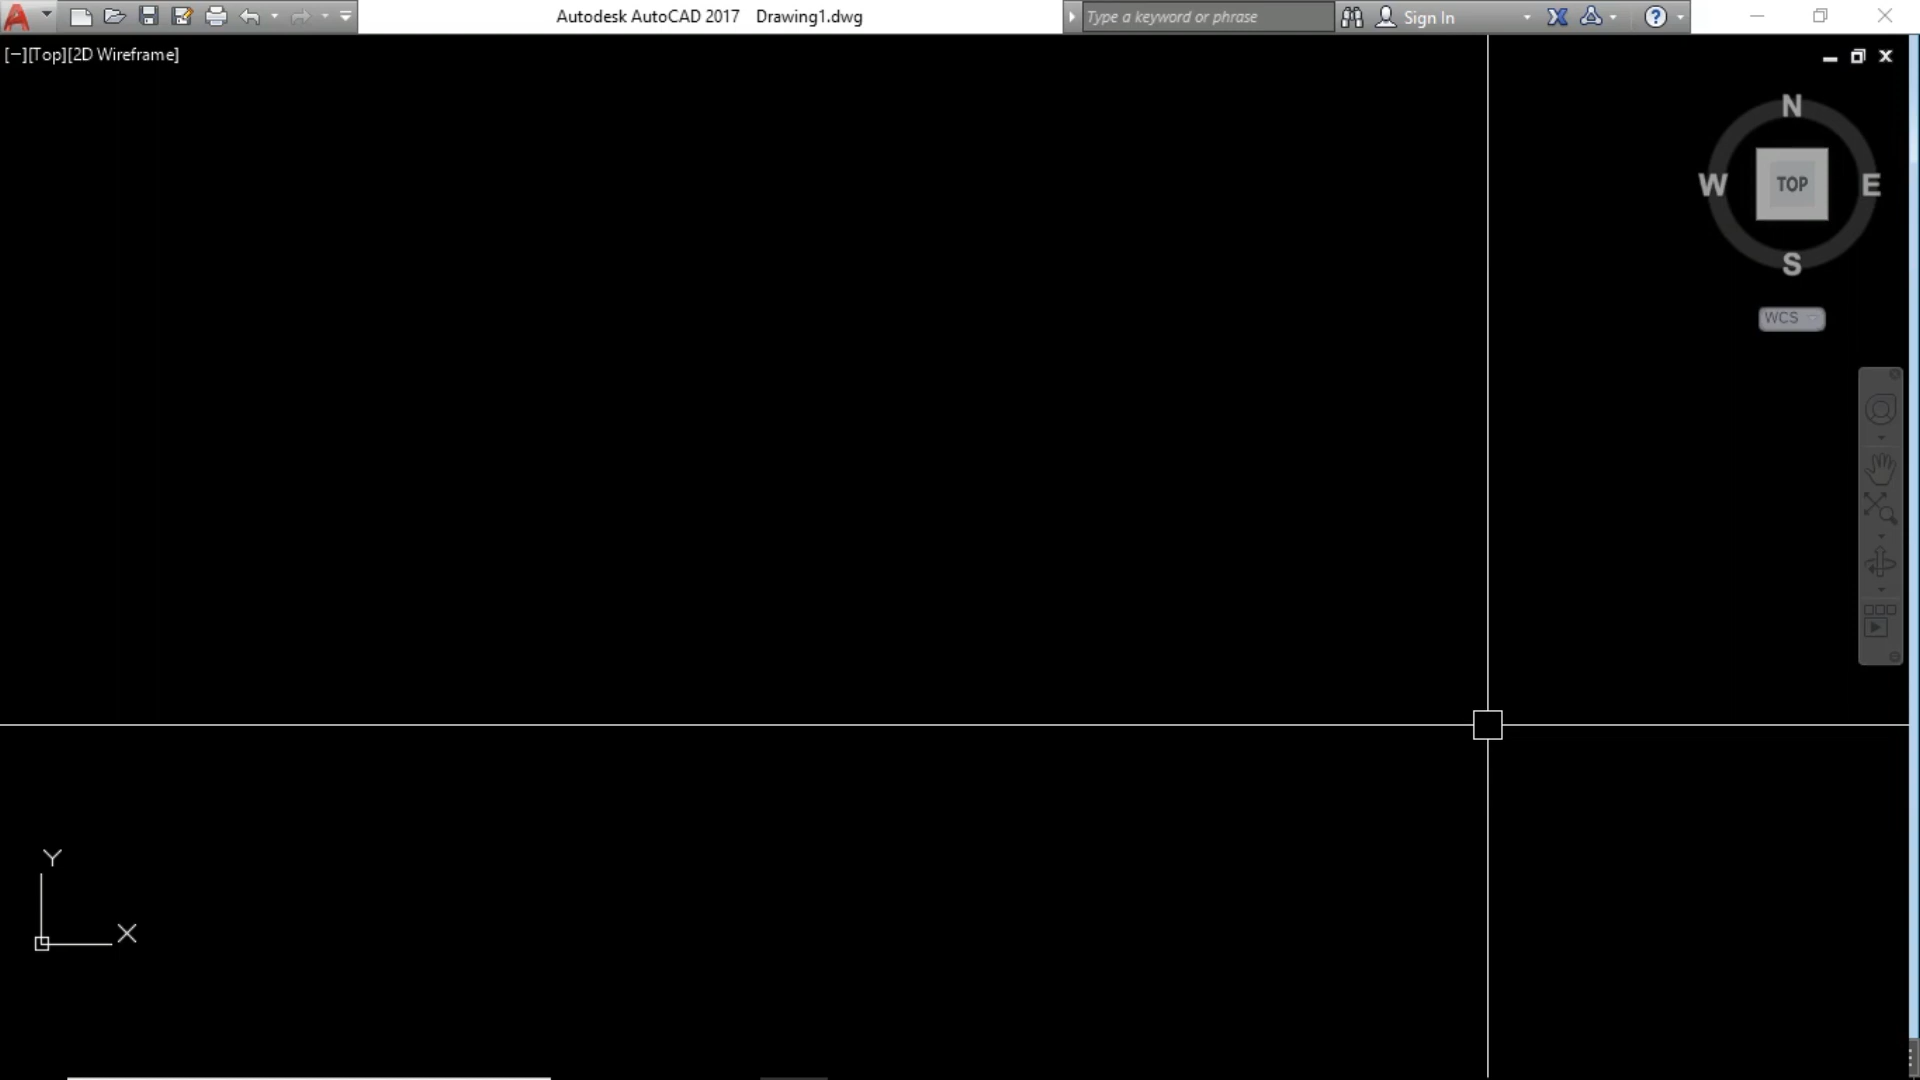 Autodesk AutoCAD 2017 Drawing1.dwg
Type a keyword or phrase
Sign In
[−][Top][2D Wireframe]
N
W
TOP
E
S
WCS
Y
X